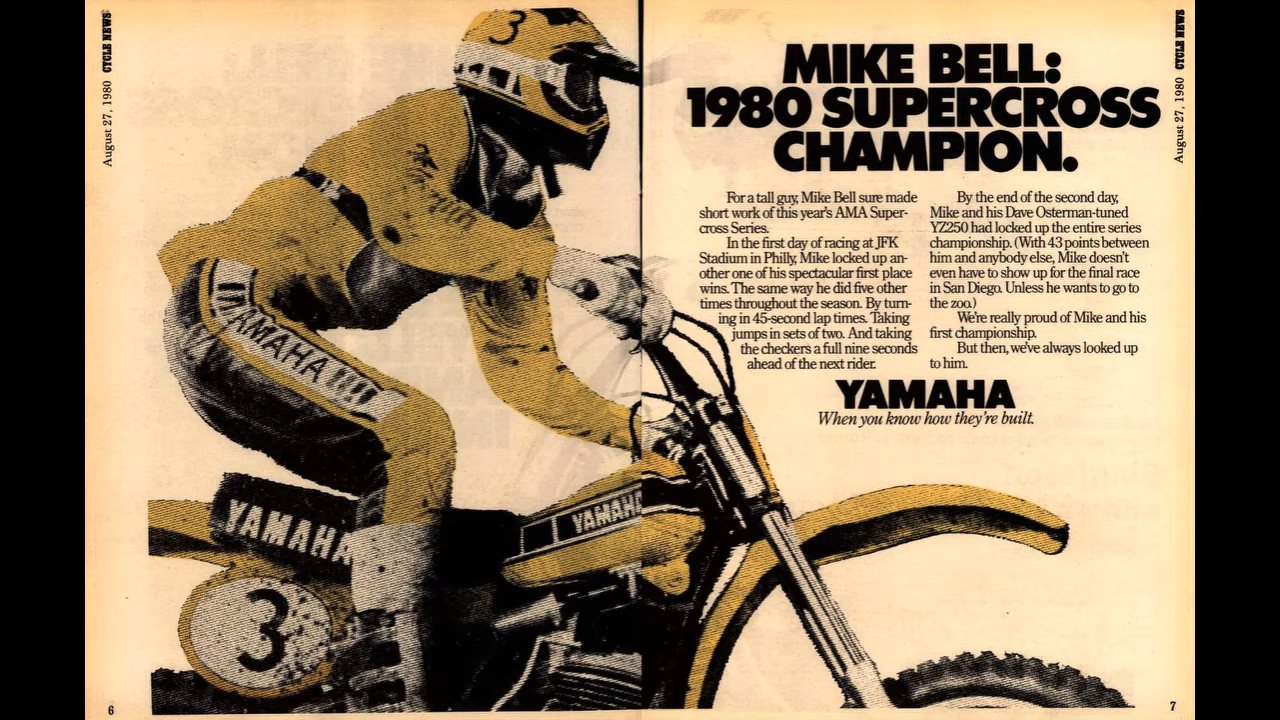 August 27, 1980 CYCLE NEWS
3
YAMAHA
YAMAHA
YAMAHA
3
6
MIKE BELL:
1980 SUPERCROSS
CHAMPION.
For a tall guy, Mike Bell sure made
short work of this year's AMA Super-
cross Series.
In the first day of racing at JFK
Stadium in Philly, Mike locked up an-
other one of his spectacular first place
wins. The same way he did five other
times throughout the season. By turn-
ing in 45-second lap times. Taking
jumps in sets of two. And taking
the checkers a full nine seconds
ahead of the next rider.
By the end of the second day,
Mike and his Dave Osterman-tuned
YZ250 had locked up the entire series
championship. (With 43 points between
him and anybody else, Mike doesn't
even have to show up for the final race
in San Diego. Unless he wants to go to
the zoo.)
We're really proud of Mike and his
first championship.
But then, we've always looked up
to him.
YAMAHA
When you know how they're built.
August 27, 1980 CYCLE NEWS
7